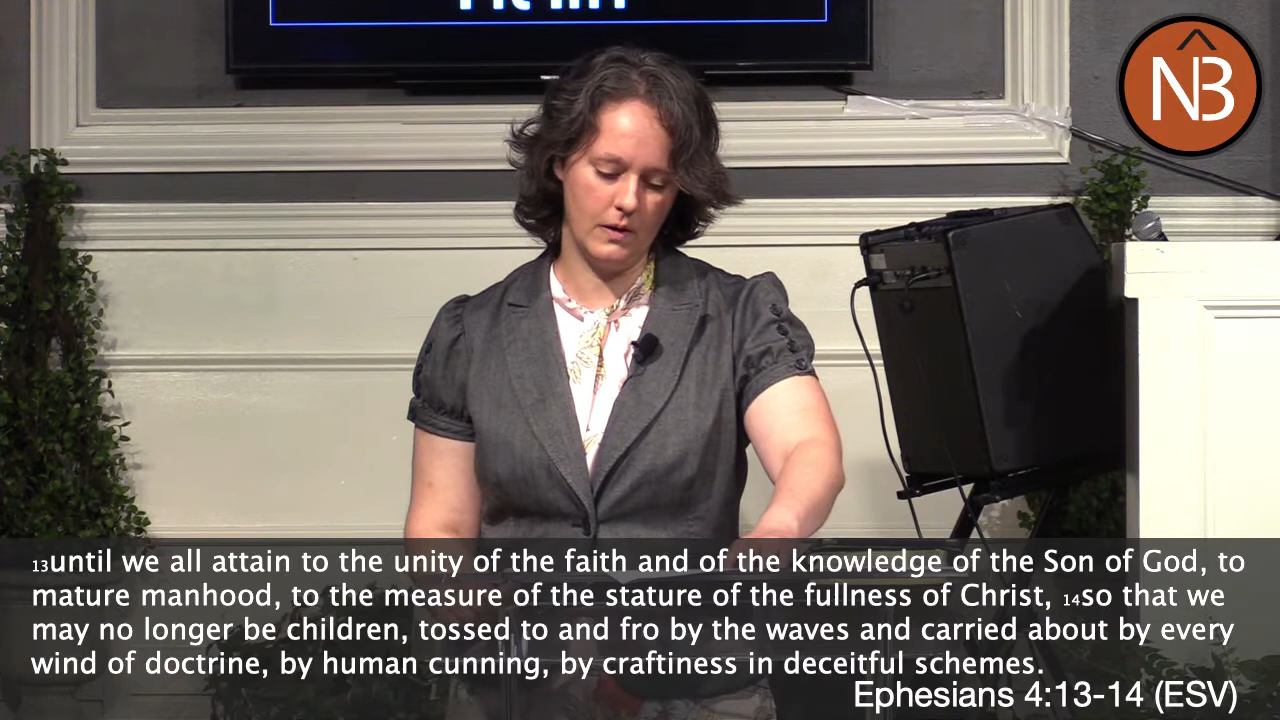 NB
13until we all attain to the unity of the faith and of the knowledge of the Son of God, to
mature manhood, to the measure of the stature of the fullness of Christ, 14so that we
may no longer be children, tossed to and fro by the waves and carried about by every
wind of doctrine, by human cunning, by craftiness in deceitful schemes.
Ephesians 4:13-14 (ESV)